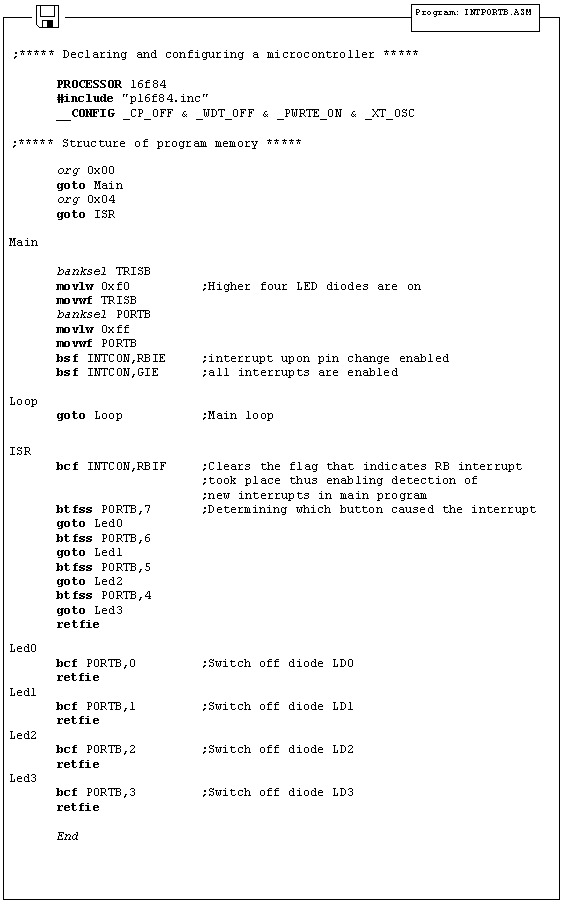 Program: INTPORTB.ASM
;***** Declaring and configuring a microcontroller *****
PROCESSOR 16f84
#include "p16f84.inc"
__CONFIG _CP_OFF & _WDT_OFF & _PWRTE_ON & _XT_OSC
;***** Structure of program memory *****
org 0x00
goto Main
org 0x04
goto ISR
Main
banksel TRISB
movlw 0xf0 ;Higher four LED diodes are on
movwf TRISB
banksel PORTB
movlw 0xff
movwf PORTB
bsf INTCON,RBIE ;interrupt upon pin change enabled
bsf INTCON,GIE ;all interrupts are enabled
Loop
goto Loop ;Main loop
ISR
bcf INTCON,RBIF ;Clears the flag that indicates RB interrupt
;took place thus enabling detection of
;new interrupts in main program
btfss PORTB,7 ;Determining which button caused the interrupt
goto Led0
btfss PORTB,6
goto Led1
btfss PORTB,5
goto Led2
btfss PORTB,4
goto Led3
retfie
Led0
bcf PORTB,0 ;Switch off diode LD0
retfie
Led1
bcf PORTB,1 ;Switch off diode LD1
retfie
Led2
bcf PORTB,2 ;Switch off diode LD2
retfie
Led3
bcf PORTB,3 ;Switch off diode LD3
retfie
End